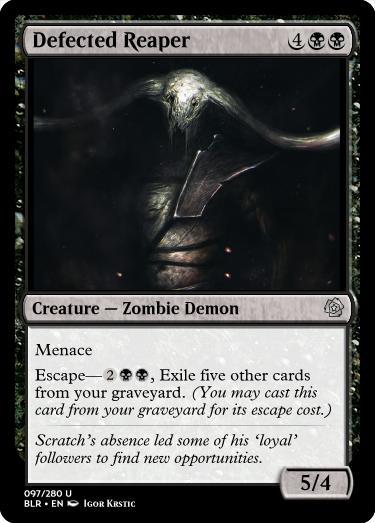 Defected Reaper 4
Creature — Zombie Demon
Menace
Escape—2, Exile five other cards
from your graveyard. (You may cast this
card from your graveyard for its escape cost.)
Scratch’s absence led some of his ‘loyal’
followers to find new opportunities.
5/4
097/280 U
BLR • EN Igor Krstic